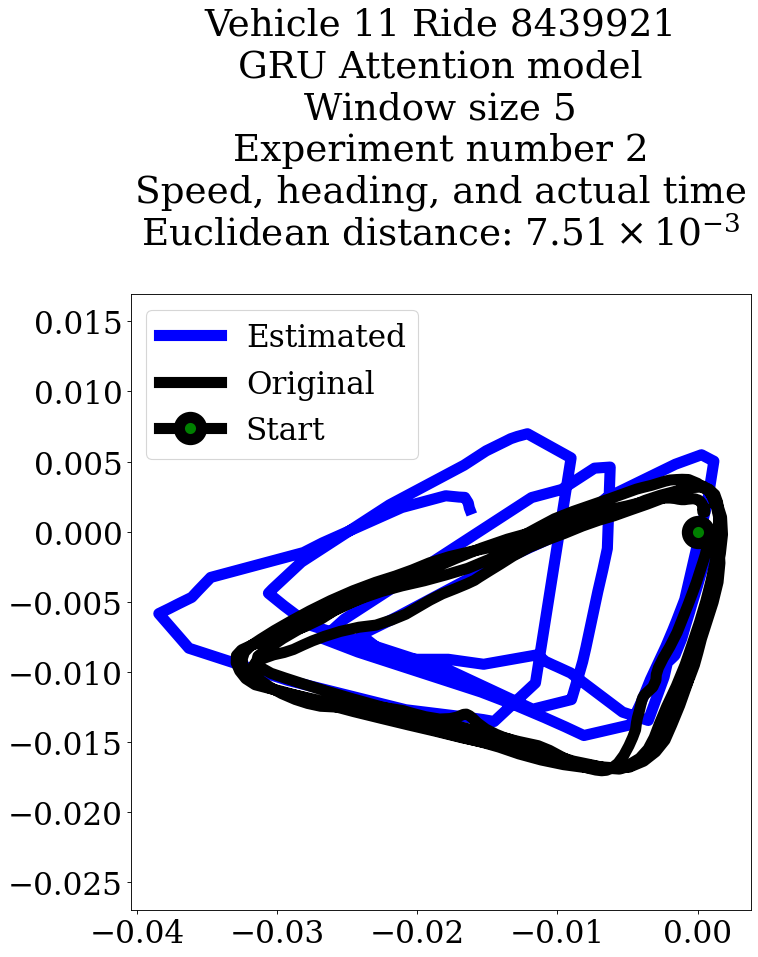 Vehicle 11 Ride 8439921
GRU Attention model
Window size 5
Experiment number 2
Speed, heading, and actual time
Euclidean distance: 7.51 × 10⁻³
Estimated
Original
Start
0.015
0.010
0.005
0.000
−0.005
−0.010
−0.015
−0.020
−0.025
−0.04 −0.03 −0.02 −0.01 0.00